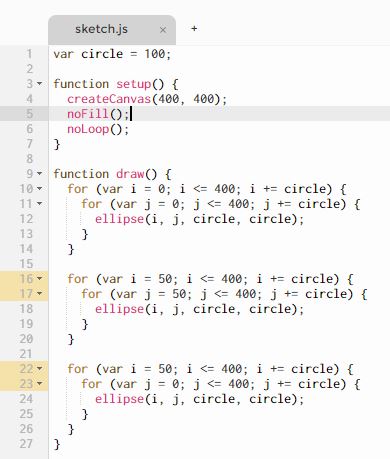 sketch.js × +
1 var circle = 100;
2
3 function setup() {
4   createCanvas(400, 400);
5   noFill();
6   noLoop();
7 }
8
9 function draw() {
10   for (var i = 0; i <= 400; i += circle) {
11     for (var j = 0; j <= 400; j += circle) {
12       ellipse(i, j, circle, circle);
13     }
14   }
15
16   for (var i = 50; i <= 400; i += circle) {
17     for (var j = 50; j <= 400; j += circle) {
18       ellipse(i, j, circle, circle);
19     }
20   }
21
22   for (var i = 50; i <= 400; i += circle) {
23     for (var j = 0; j <= 400; j += circle) {
24       ellipse(i, j, circle, circle);
25     }
26   }
27 }